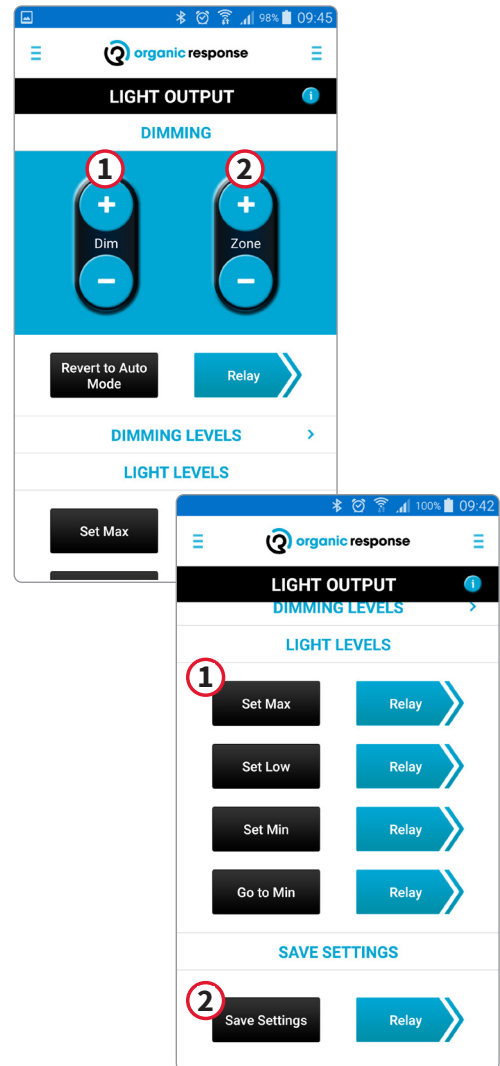 98% 09:45
organic response
LIGHT OUTPUT i
DIMMING
1 2
+ +
Dim Zone
− −
Revert to Auto
Mode
Relay
DIMMING LEVELS >
LIGHT LEVELS
Set Max
100% 09:42
organic response
LIGHT OUTPUT i
DIMMING LEVELS >
LIGHT LEVELS
1
Set Max Relay
Set Low Relay
Set Min Relay
Go to Min Relay
SAVE SETTINGS
2
Save Settings Relay